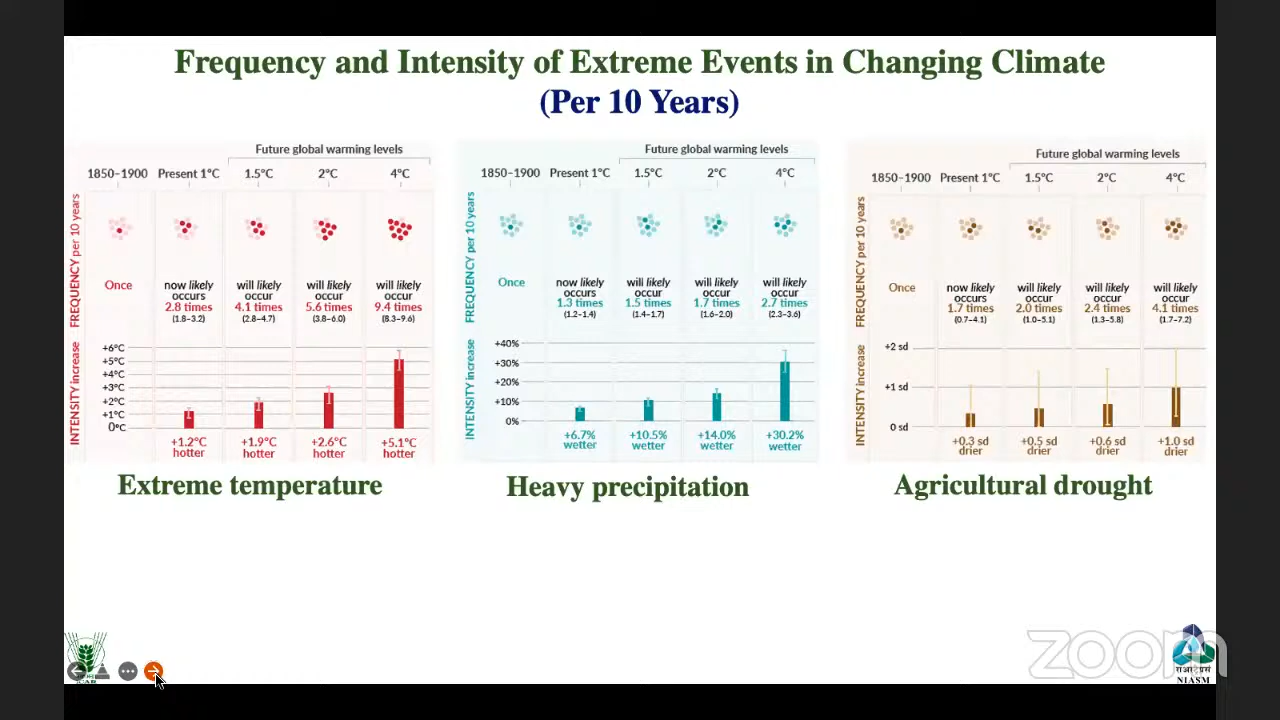 Frequency and Intensity of Extreme Events in Changing Climate
(Per 10 Years)
Future global warming levels
1850–1900 Present 1°C 1.5°C 2°C 4°C
FREQUENCY per 10 years
Once
now likely occurs 2.8 times (1.8–3.2)
will likely occur 4.1 times (2.8–4.7)
will likely occur 5.6 times (3.8–6.0)
will likely occur 9.4 times (8.3–9.6)
INTENSITY increase
+6°C
+5°C
+4°C
+3°C
+2°C
+1°C
0°C
+1.2°C hotter
+1.9°C hotter
+2.6°C hotter
+5.1°C hotter
Extreme temperature
Future global warming levels
1850–1900 Present 1°C 1.5°C 2°C 4°C
FREQUENCY per 10 years
Once
now likely occurs 1.3 times (1.2–1.4)
will likely occur 1.5 times (1.4–1.7)
will likely occur 1.7 times (1.6–2.0)
will likely occur 2.7 times (2.3–3.6)
INTENSITY increase
+40%
+30%
+20%
+10%
0%
+6.7% wetter
+10.5% wetter
+14.0% wetter
+30.2% wetter
Heavy precipitation
Future global warming levels
1850–1900 Present 1°C 1.5°C 2°C 4°C
FREQUENCY per 10 years
Once
now likely occurs 1.7 times (0.7–4.1)
will likely occur 2.0 times (1.0–5.1)
will likely occur 2.4 times (1.3–5.8)
will likely occur 4.1 times (1.7–7.2)
INTENSITY increase
+2 sd
+1 sd
0 sd
+0.3 sd drier
+0.5 sd drier
+0.6 sd drier
+1.0 sd drier
Agricultural drought
zoom
NIASM